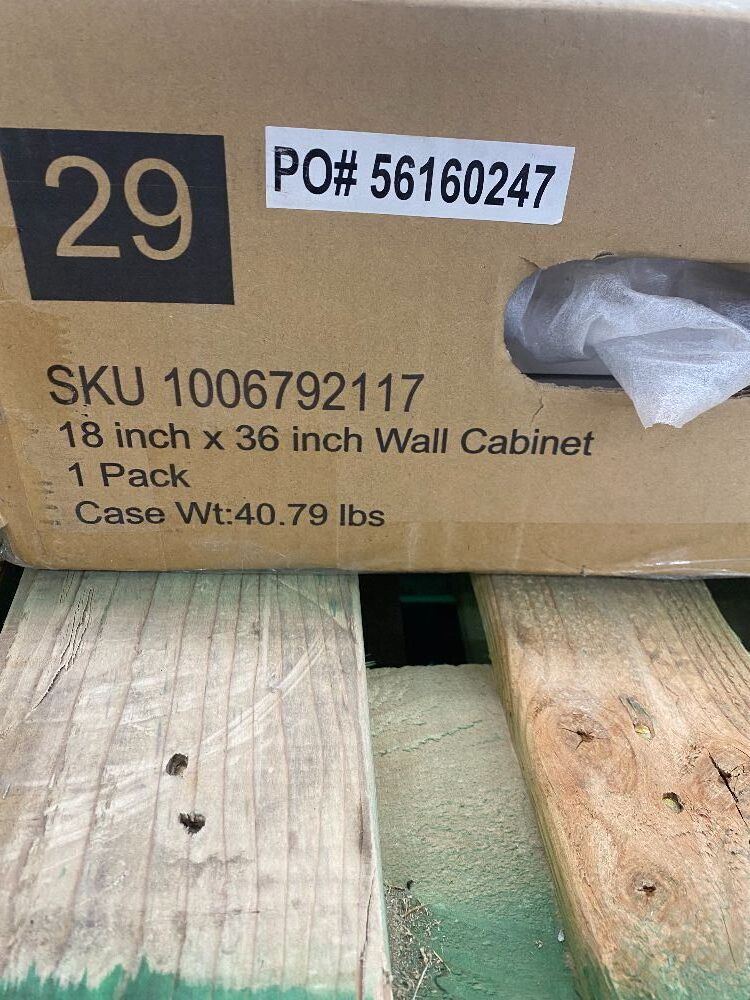 29
PO# 56160247
SKU 1006792117
18 inch x 36 inch Wall Cabinet
1 Pack
Case Wt:40.79 lbs